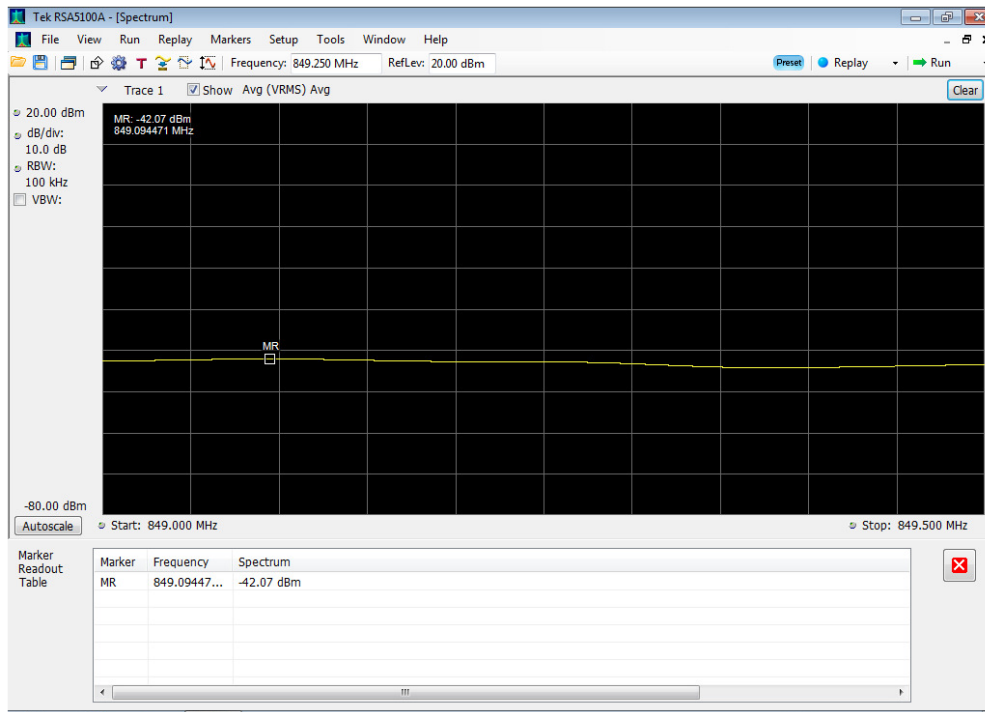 Tek RSA5100A - [Spectrum]
File View Run Replay Markers Setup Tools Window Help
T Frequency: 849.250 MHz RefLev: 20.00 dBm Preset Replay Run
Trace 1 Show Avg (VRMS) Avg Clear
20.00 dBm
dB/div:
10.0 dB
RBW:
100 kHz
VBW:
MR: -42.07 dBm
849.094471 MHz
MR
-80.00 dBm
Autoscale Start: 849.000 MHz Stop: 849.500 MHz
Marker
Readout
Table
Marker Frequency Spectrum
MR 849.09447... -42.07 dBm